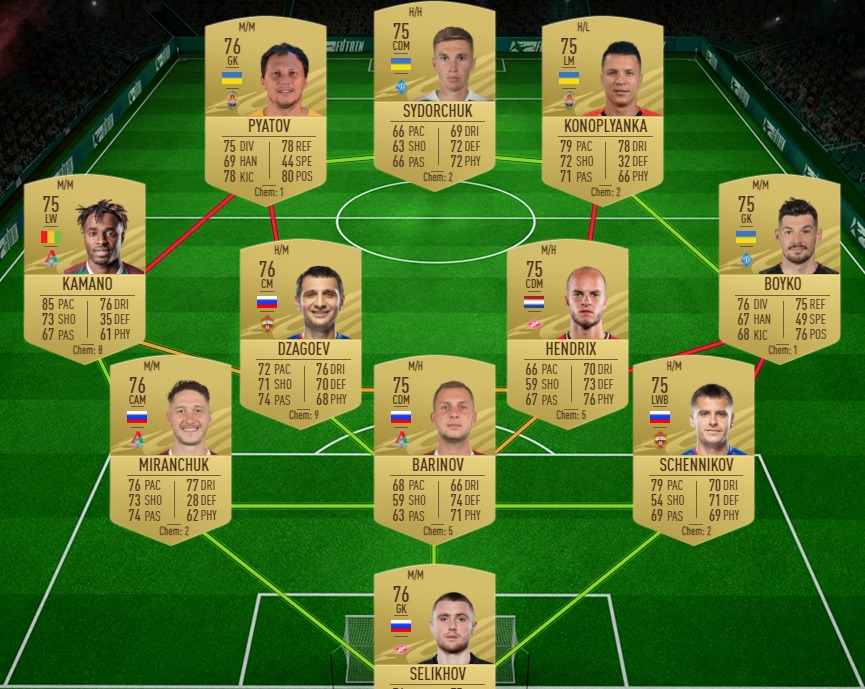 H/H
75
CDM
SYDORCHUK
66 PAC 69 DRI
63 SHO 72 DEF
66 PAS 72 PHY
Chem: 2
M/M
76
GK
PYATOV
75 DIV 78 REF
69 HAN 44 SPE
78 KIC 80 POS
Chem: 1
H/L
75
LM
KONOPLYANKA
79 PAC 78 DRI
72 SHO 32 DEF
71 PAS 66 PHY
Chem: 2
M/M
75
LW
KAMANO
85 PAC 76 DRI
73 SHO 35 DEF
67 PAS 61 PHY
Chem: 8
M/M
75
GK
BOYKO
76 DIV 75 REF
67 HAN 49 SPE
68 KIC 76 POS
Chem: 1
H/M
76
CM
DZAGOEV
72 PAC 76 DRI
71 SHO 70 DEF
74 PAS 68 PHY
Chem: 9
M/H
75
CDM
HENDRIX
66 PAC 70 DRI
59 SHO 73 DEF
67 PAS 76 PHY
Chem: 5
M/M
76
CAM
MIRANCHUK
76 PAC 77 DRI
73 SHO 28 DEF
74 PAS 62 PHY
Chem: 2
M/H
75
CDM
BARINOV
68 PAC 66 DRI
59 SHO 74 DEF
63 PAS 71 PHY
Chem: 5
H/M
75
LWB
SCHENNIKOV
79 PAC 70 DRI
54 SHO 71 DEF
69 PAS 69 PHY
Chem: 2
M/M
76
GK
SELIKHOV